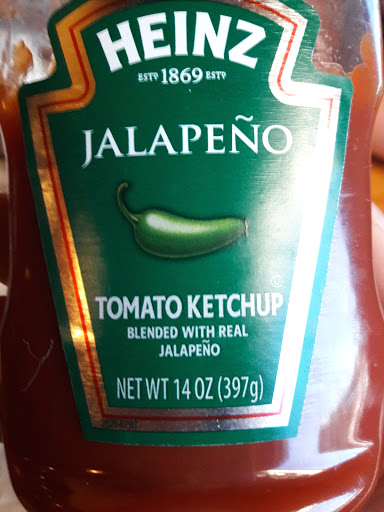 HEINZ
ESTD 1869 ESTD
JALAPEÑO
TOMATO KETCHUP
BLENDED WITH REAL
JALAPEÑO
NET WT 14 OZ (397g)